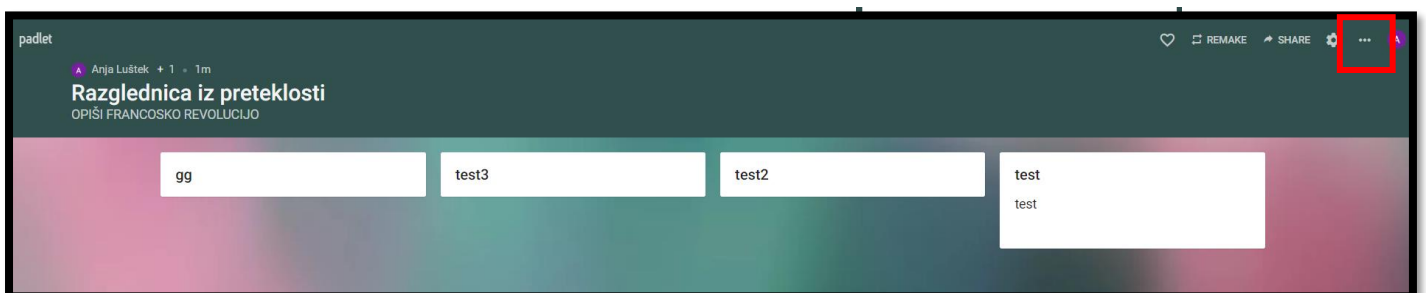 padlet
REMAKE SHARE ...
A Anja Luštek + 1 • 1m
Razglednica iz preteklosti
OPIŠI FRANCOSKO REVOLUCIJO
gg test3 test2 test
test